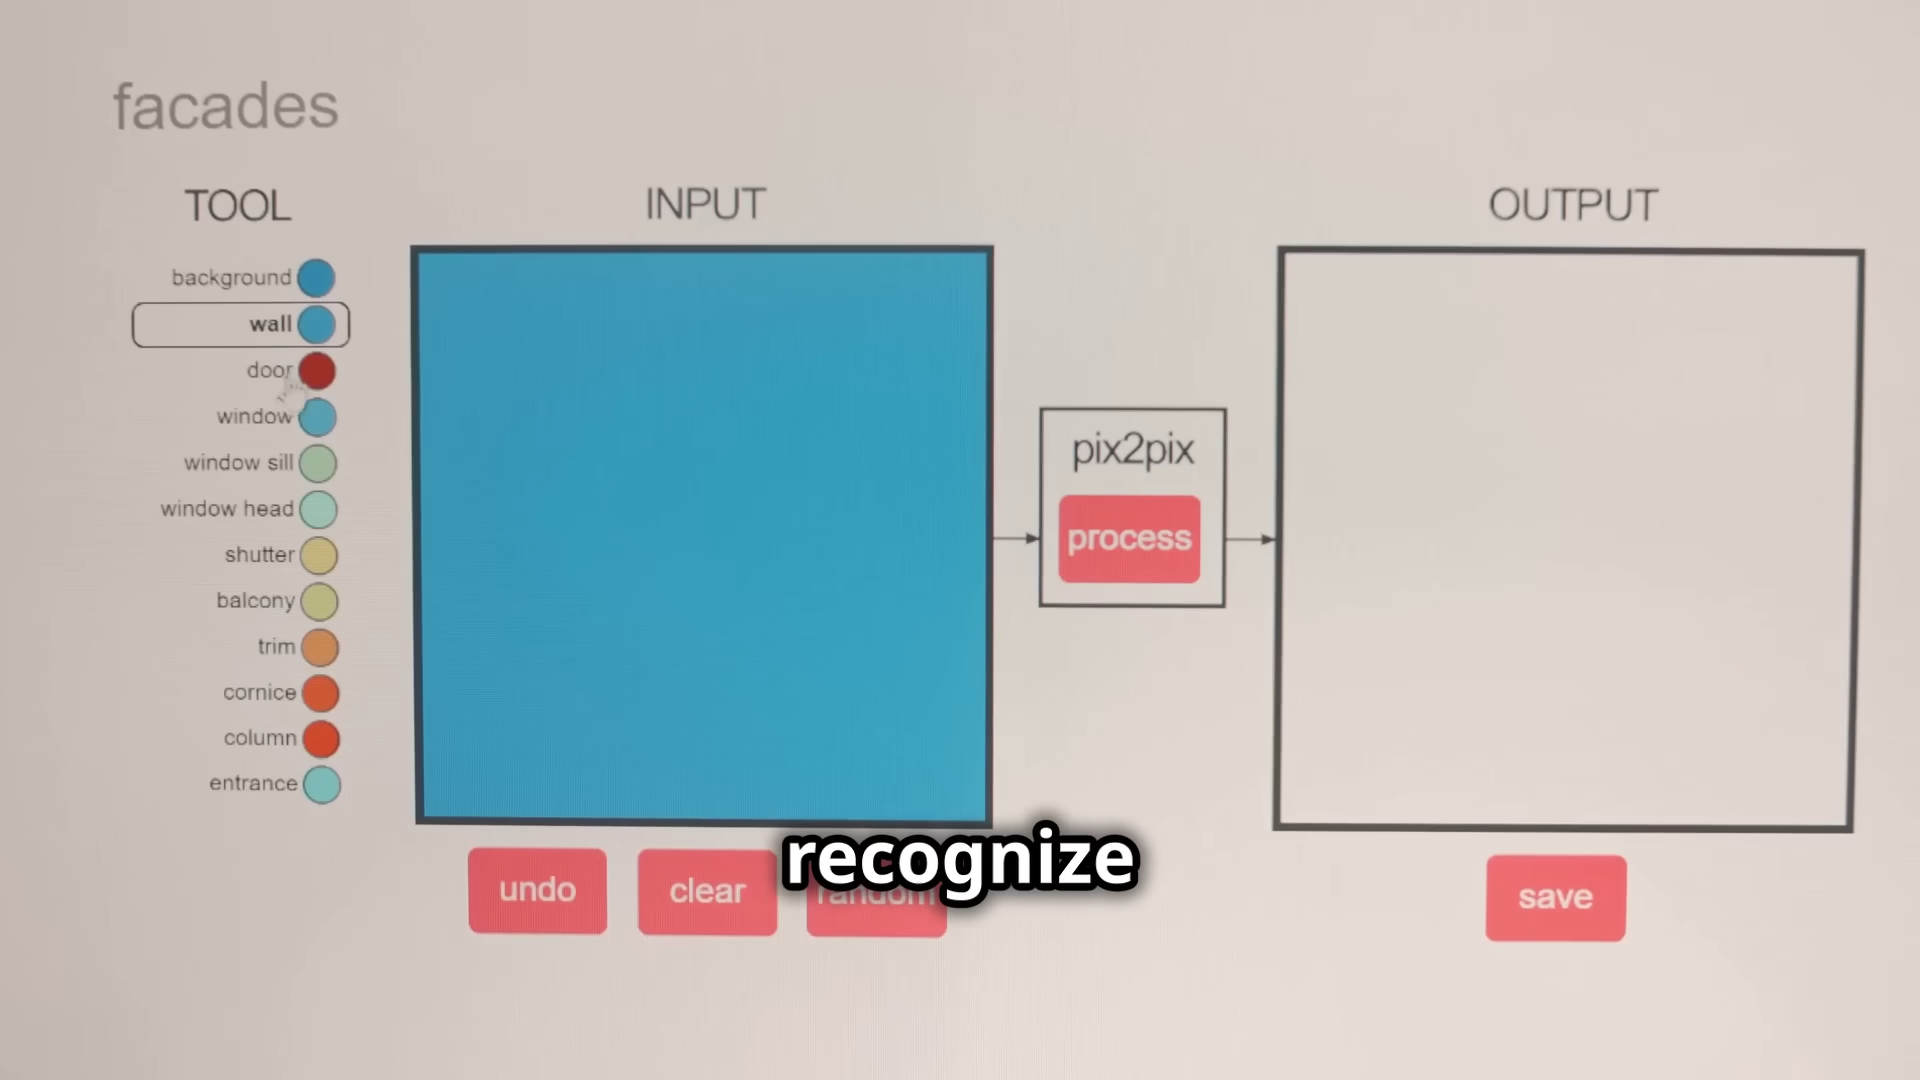 facades
TOOL
background
wall
door
window
window sill
window head
shutter
balcony
trim
cornice
column
entrance
INPUT
pix2pix
process
OUTPUT
undo
clear
random
save
recognize